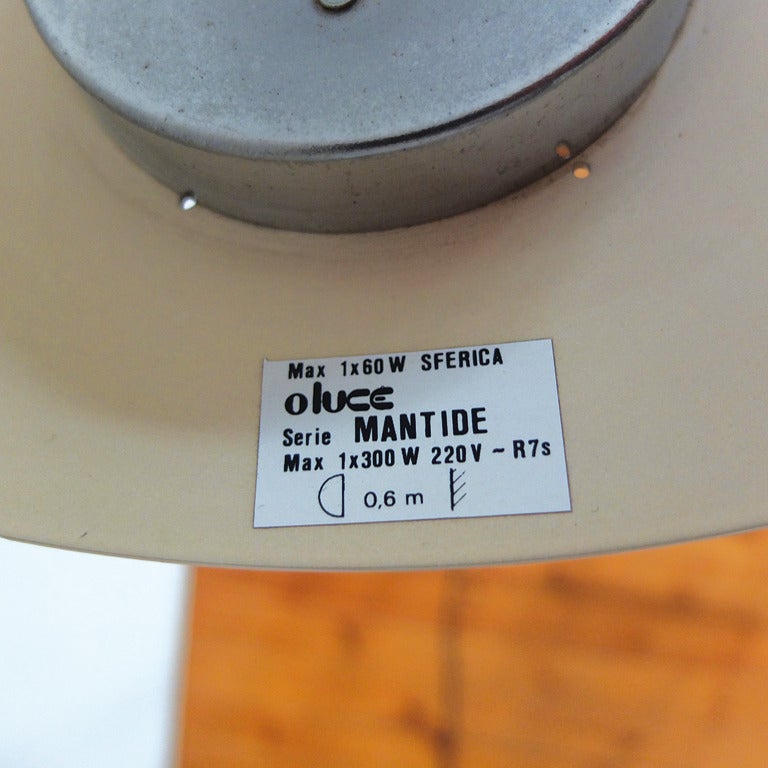 Max 1x60W SFERICA
oluce
Serie MANTIDE
Max 1x300W 220V ~ R7s
0,6 m